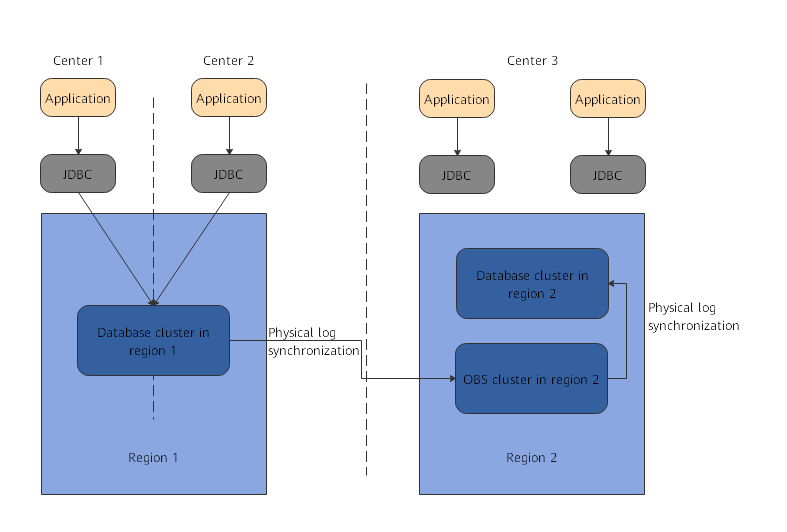 Center 1
Center 2
Center 3
Application
Application
Application
Application
JDBC
JDBC
JDBC
JDBC
Database cluster in
region 1
Physical log
synchronization
Database cluster in
region 2
OBS cluster in region 2
Physical log
synchronization
Region 1
Region 2